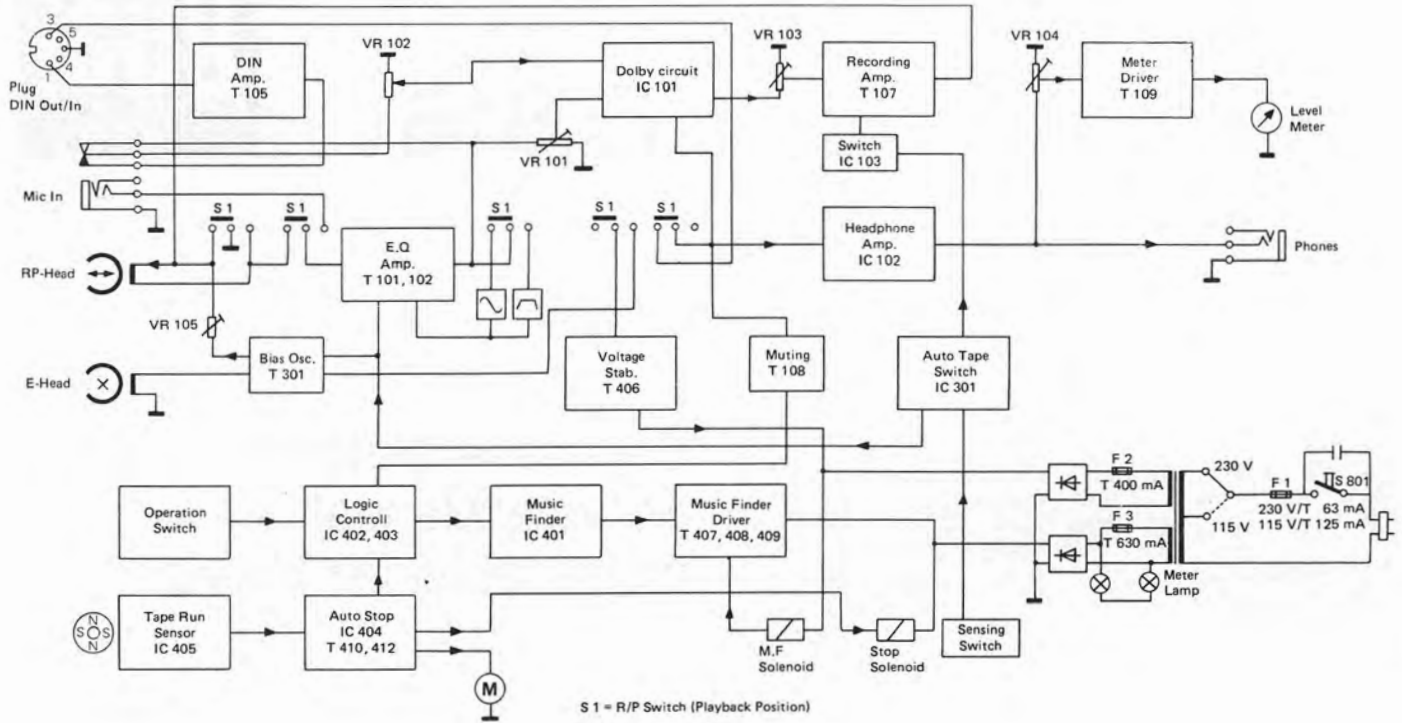 3
5
4
1
Plug
DIN Out/In
DIN
Amp.
T 105
VR 102
Dolby circuit
IC 101
VR 103
Recording
Amp.
T 107
VR 104
Meter
Driver
T 109
Level
Meter
VR 101
Switch
IC 103
Mic In
S 1
S 1
S 1
S 1
S 1
E.Q
Amp.
T 101, 102
Headphone
Amp.
IC 102
Phones
RP-Head
VR 105
Bias Osc.
T 301
Voltage
Stab.
T 406
Muting
T 108
Auto Tape
Switch
IC 301
E-Head
Operation
Switch
Logic
Controll
IC 402, 403
Music
Finder
IC 401
Music Finder
Driver
T 407, 408, 409
F 2
T 400 mA
F 3
T 630 mA
230 V
115 V
F 1
S 801
230 V/T 63 mA
115 V/T 125 mA
Meter
Lamp
N
S S
N
Tape Run
Sensor
IC 405
Auto Stop
IC 404
T 410, 412
M
M.F
Solenoid
Stop
Solenoid
Sensing
Switch
S 1 = R/P Switch (Playback Position)